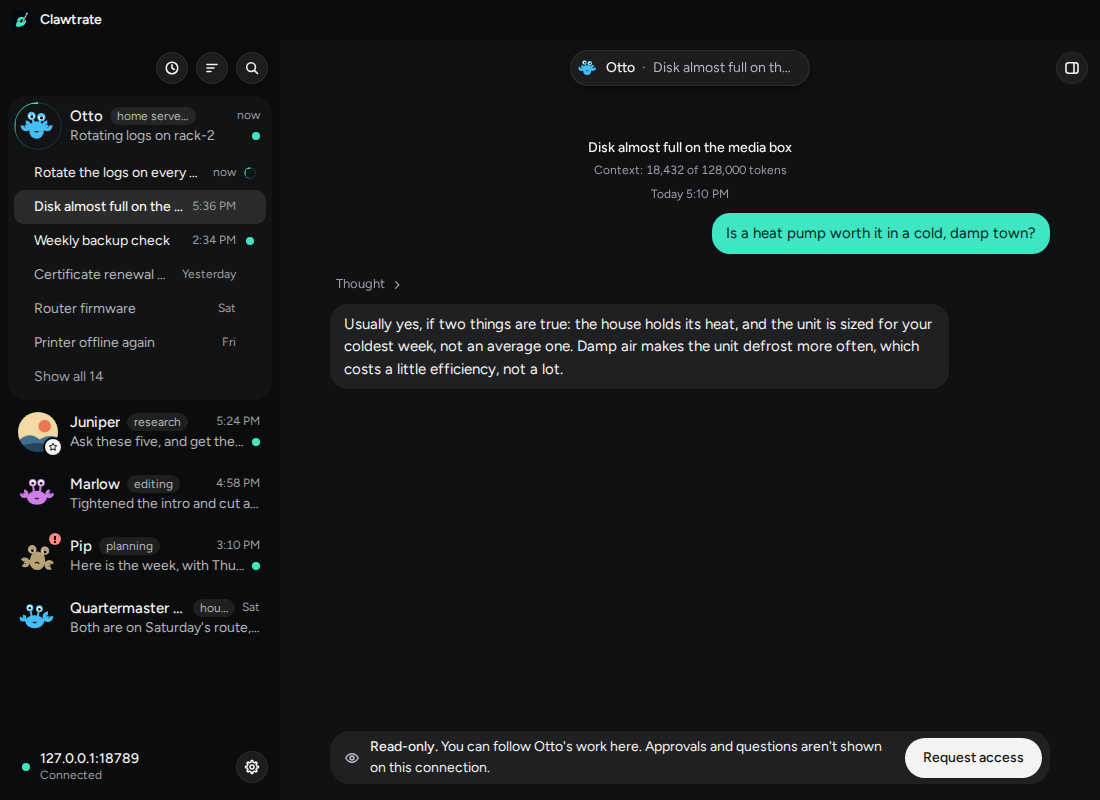 Clawtrate
Otto home serve... now
Rotating logs on rack-2
Rotate the logs on every ... now
Disk almost full on the ... 5:36 PM
Weekly backup check 2:34 PM
Certificate renewal ... Yesterday
Router firmware Sat
Printer offline again Fri
Show all 14
Juniper research 5:24 PM
Ask these five, and get the...
Marlow editing 4:58 PM
Tightened the intro and cut a...
Pip planning 3:10 PM
Here is the week, with Thu...
Quartermaster ... hou... Sat
Both are on Saturday's route,...
127.0.0.1:18789
Connected
Otto · Disk almost full on th...
Disk almost full on the media box
Context: 18,432 of 128,000 tokens
Today 5:10 PM
Is a heat pump worth it in a cold, damp town?
Thought
Usually yes, if two things are true: the house holds its heat, and the unit is sized for your
coldest week, not an average one. Damp air makes the unit defrost more often, which
costs a little efficiency, not a lot.
Read-only. You can follow Otto's work here. Approvals and questions aren't shown
on this connection.
Request access